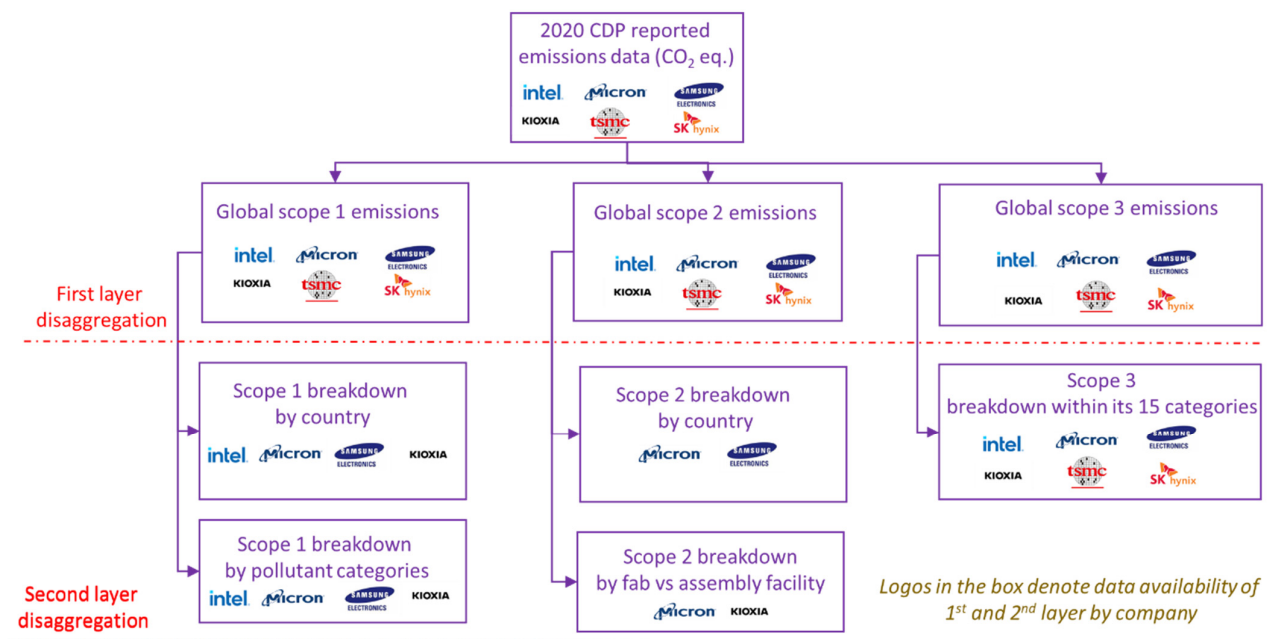 2020 CDP reported
emissions data (CO₂ eq.)
intel Micron SAMSUNG
ELECTRONICS
KIOXIA tsmc SK hynix
Global scope 1 emissions
intel Micron SAMSUNG
ELECTRONICS
KIOXIA tsmc SK hynix
Global scope 2 emissions
intel Micron SAMSUNG
ELECTRONICS
KIOXIA tsmc SK hynix
Global scope 3 emissions
intel Micron SAMSUNG
ELECTRONICS
KIOXIA tsmc SK hynix
First layer
disaggregation
Scope 1 breakdown
by country
intel Micron SAMSUNG KIOXIA
ELECTRONICS
Scope 2 breakdown
by country
Micron SAMSUNG
ELECTRONICS
Scope 3
breakdown within its 15 categories
intel Micron SAMSUNG
ELECTRONICS
KIOXIA tsmc SK hynix
Scope 1 breakdown
by pollutant categories
intel Micron SAMSUNG KIOXIA
ELECTRONICS
Scope 2 breakdown
by fab vs assembly facility
Micron KIOXIA
Second layer
disaggregation
Logos in the box denote data availability of
1st and 2nd layer by company